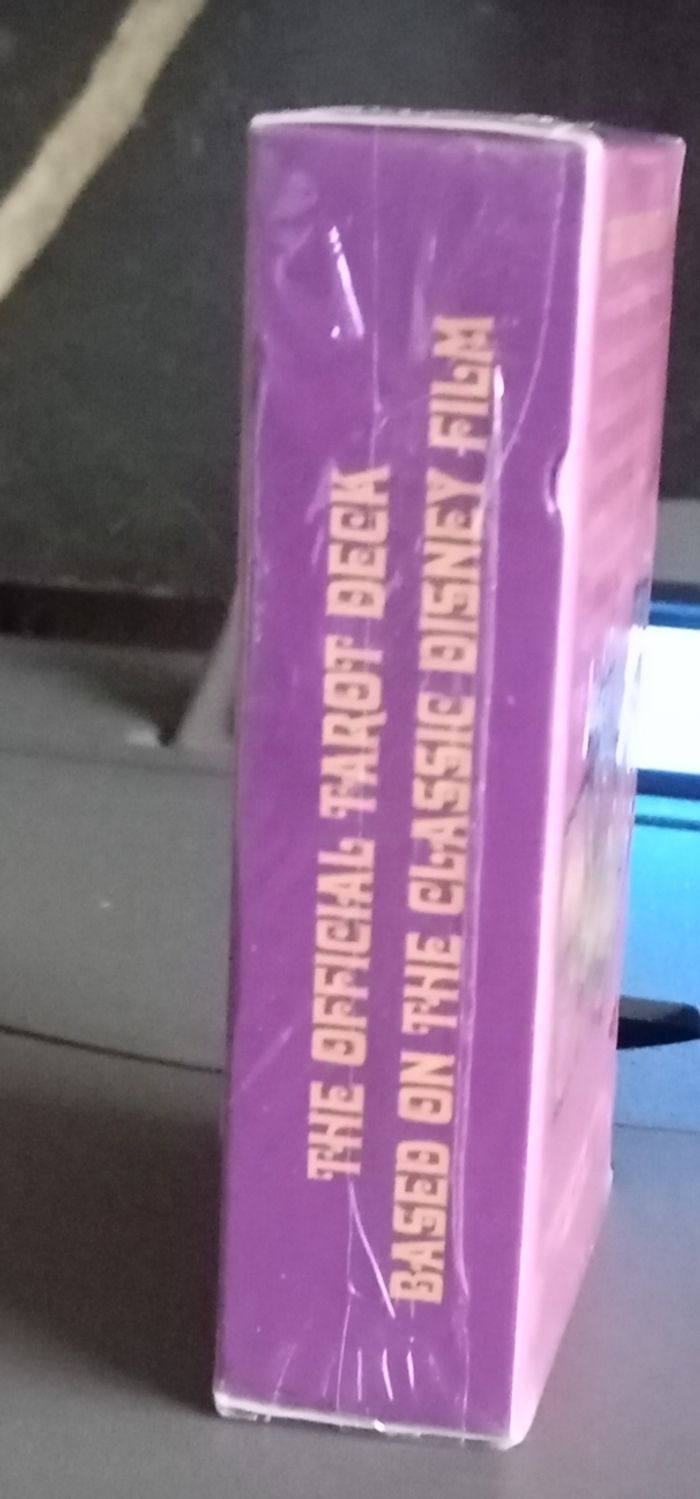 THE OFFICIAL TAROT DECK
BASED ON THE CLASSIC DISNEY FILM